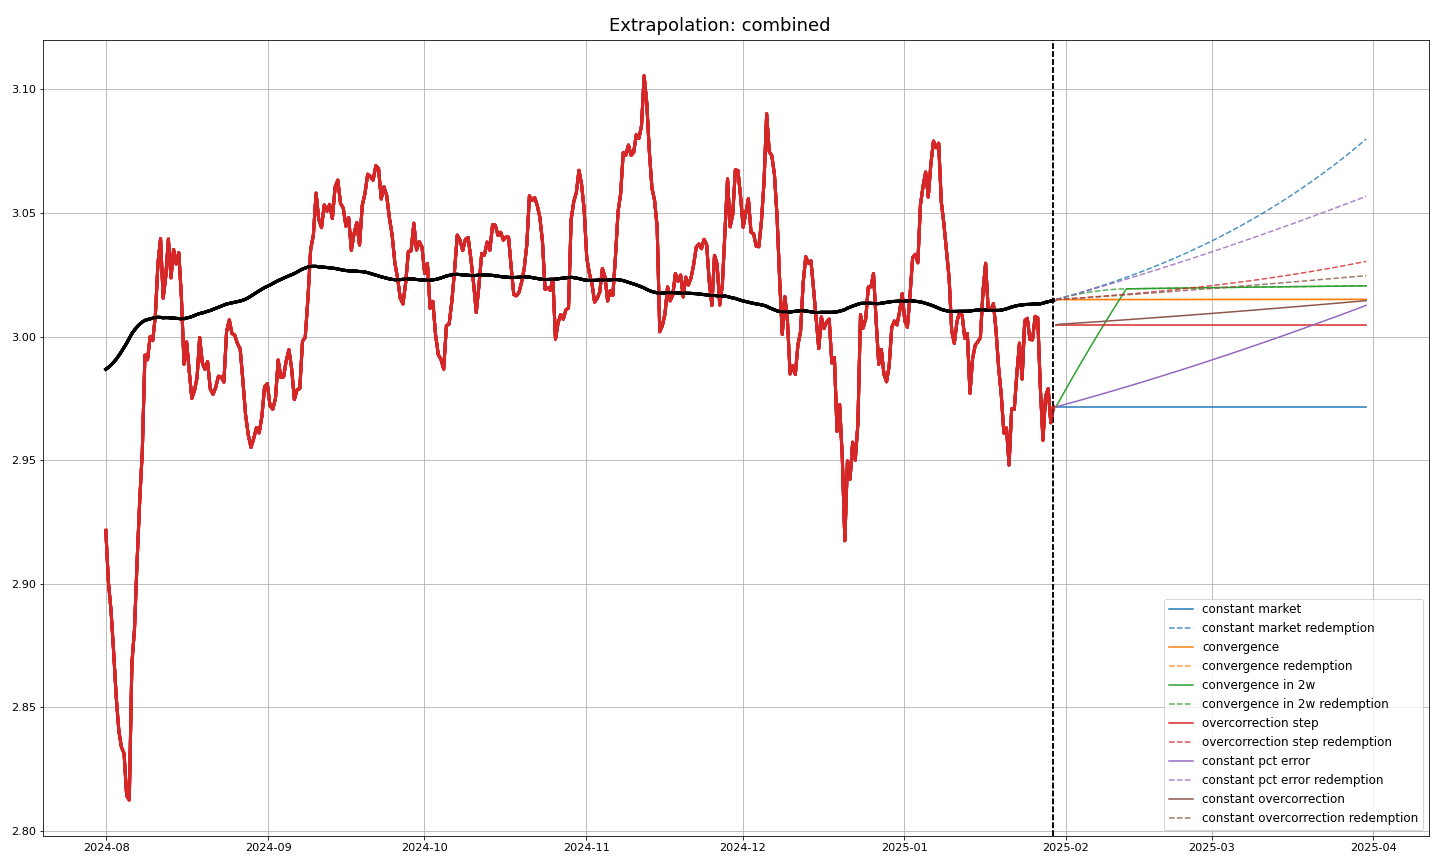 Extrapolation: combined
3.10
3.05
3.00
2.95
2.90
2.85
2.80
constant market
constant market redemption
convergence
convergence redemption
convergence in 2w
convergence in 2w redemption
overcorrection step
overcorrection step redemption
constant pct error
constant pct error redemption
constant overcorrection
constant overcorrection redemption
2024-08 2024-09 2024-10 2024-11 2024-12 2025-01 2025-02 2025-03 2025-04